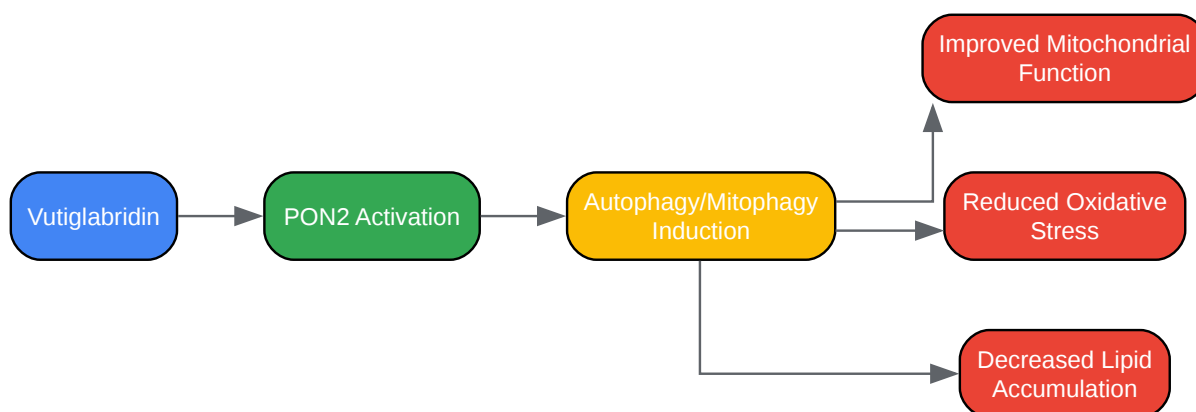 Vutiglabridin
PON2 Activation
Autophagy/Mitophagy
Induction
Improved Mitochondrial
Function
Reduced Oxidative
Stress
Decreased Lipid
Accumulation